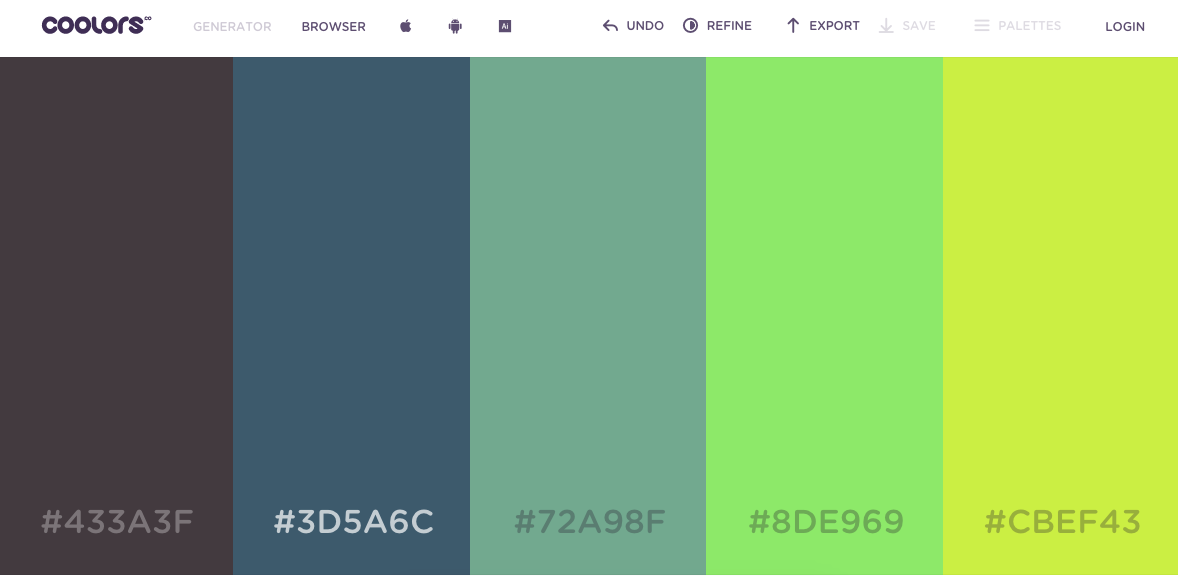 coolors
GENERATOR BROWSER Ai UNDO REFINE EXPORT SAVE PALETTES LOGIN
#433A3F #3D5A6C #72A98F #8DE969 #CBEF43